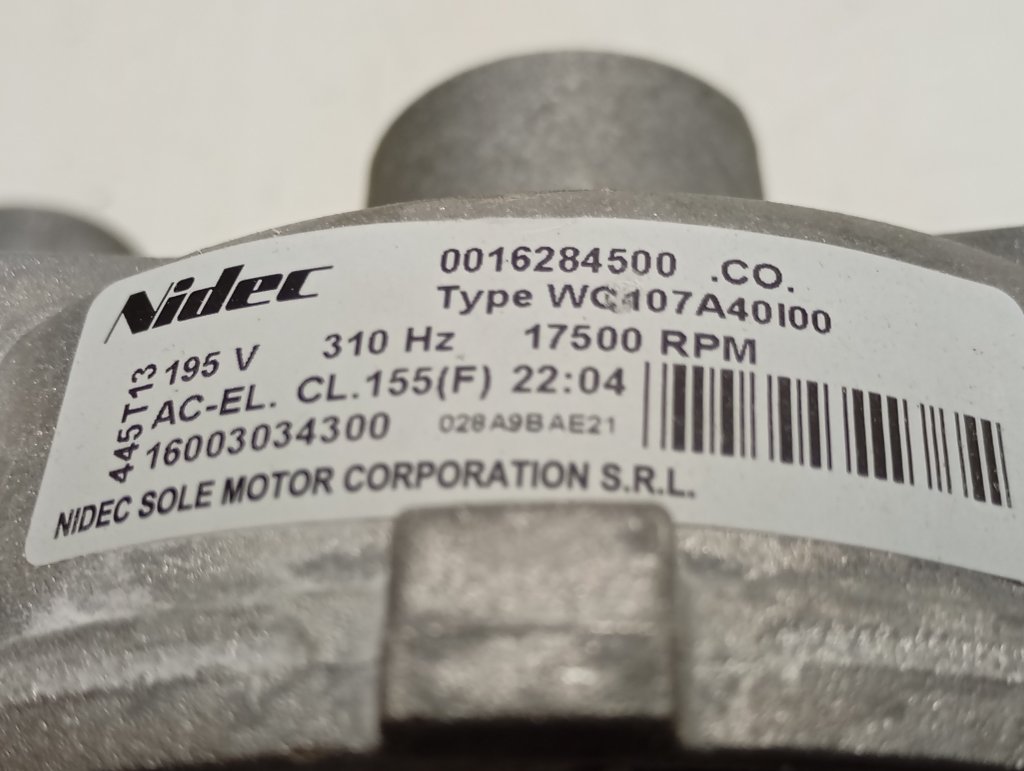 Nidec
0016284500 .CO.
Type WC107A40I00
195 V 310 Hz 17500 RPM
AC-EL. CL.155(F) 22:04
16003034300 028A9BAE21
445T13
NIDEC SOLE MOTOR CORPORATION S.R.L.